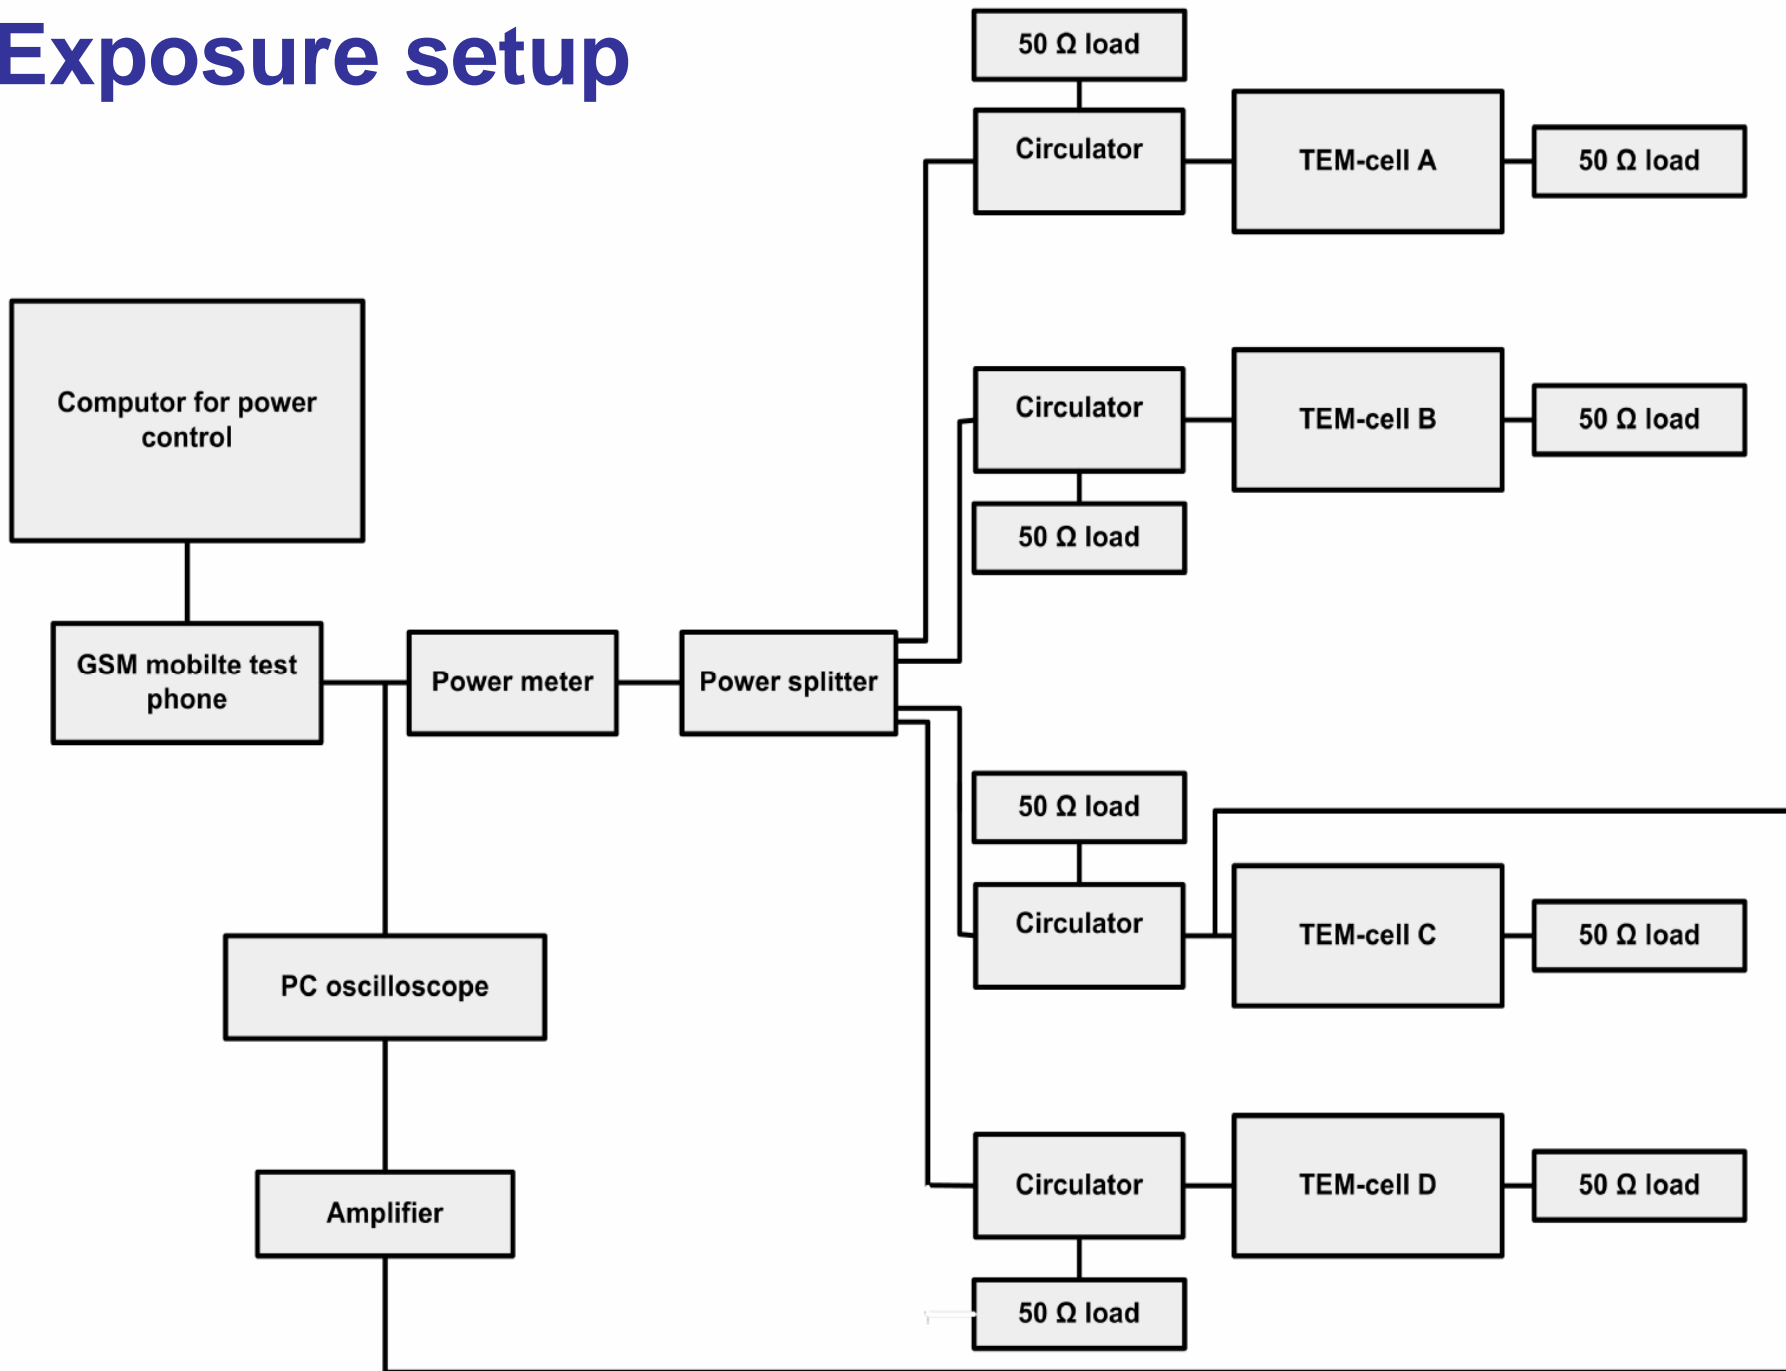 Exposure setup
50 Ω load
Circulator
TEM-cell A
50 Ω load
Computor for power
control
Circulator
TEM-cell B
50 Ω load
50 Ω load
GSM mobilte test
phone
Power meter
Power splitter
50 Ω load
Circulator
TEM-cell C
50 Ω load
PC oscilloscope
Amplifier
Circulator
TEM-cell D
50 Ω load
50 Ω load